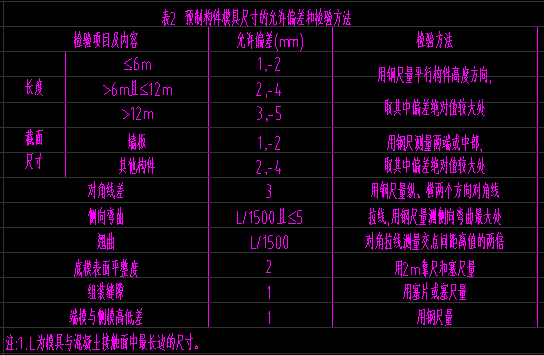 表2 预制构件模具尺寸的允许偏差和检验方法
检验项目及内容 允许偏差(mm) 检验方法
长度 ≤6m 1,-2 用钢尺量平行构件高度方向,
>6m且≤12m 2,-4
>12m 3,-5 取其中偏差绝对值较大处
截面 墙板 1,-2 用钢尺测量两端或中部,
尺寸 其他构件 2,-4 取其中偏差绝对值较大处
对角线差 3 用钢尺量纵、横两个方向对角线
侧向弯曲 L/1500且≤5 拉线,用钢尺量测侧向弯曲最大处
翘曲 L/1500 对角拉线测量交点间距离值的两倍
底模表面平整度 2 用2m靠尺和塞尺量
组装缝隙 1 用塞片或塞尺量
端模与侧模高低差 1 用钢尺量
注:1.L为模具与混凝土接触面中最长边的尺寸。